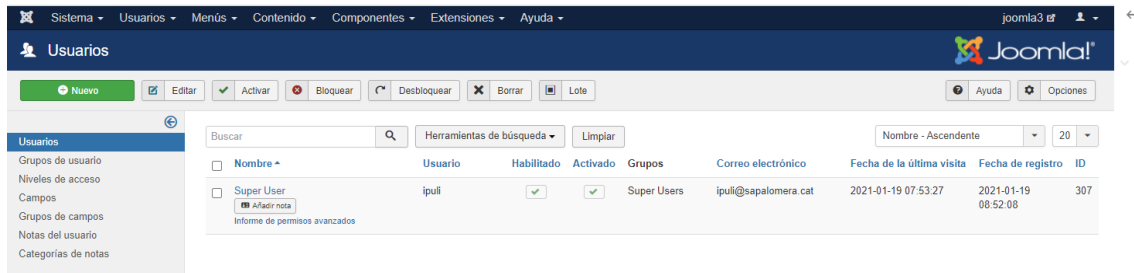 Sistema Usuarios Menús Contenido Componentes Extensiones Ayuda joomla3
Usuarios Joomla!®
Nuevo Editar Activar Bloquear Desbloquear Borrar Lote Ayuda Opciones
Buscar Herramientas de búsqueda Limpiar Nombre - Ascendente 20
Usuarios
Grupos de usuario
Niveles de acceso
Campos
Grupos de campos
Notas del usuario
Categorías de notas
Nombre Usuario Habilitado Activado Grupos Correo electrónico Fecha de la última visita Fecha de registro ID
Super User ipuli Super Users ipuli@sapalomera.cat 2021-01-19 07:53:27 2021-01-19 307
Añadir nota 08:52:08
Informe de permisos avanzados